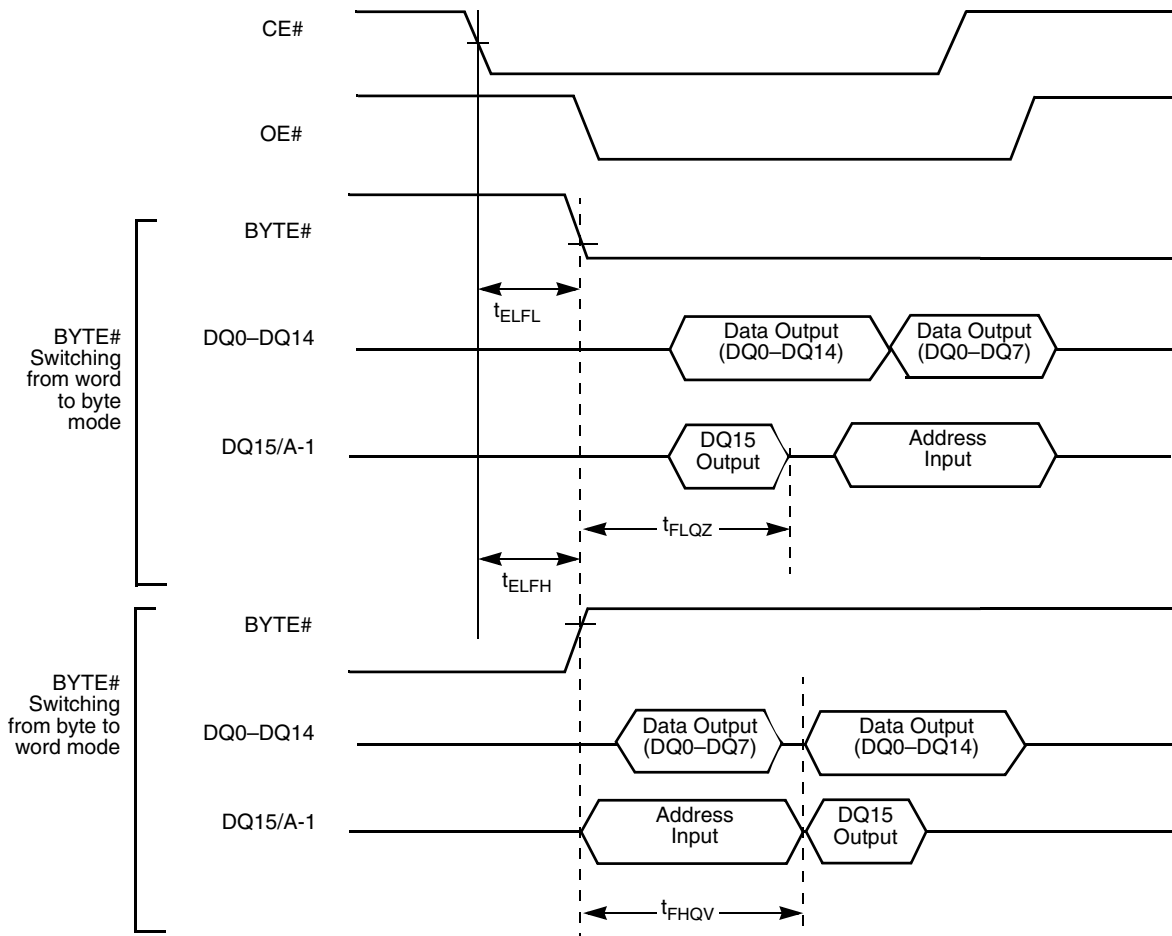 CE#
OE#
BYTE#
tELFL
BYTE#
Switching
from word
to byte
mode
DQ0–DQ14
Data Output
(DQ0–DQ14)
Data Output
(DQ0–DQ7)
DQ15/A-1
DQ15
Output
Address
Input
tFLQZ
tELFH
BYTE#
BYTE#
Switching
from byte to
word mode
DQ0–DQ14
Data Output
(DQ0–DQ7)
Data Output
(DQ0–DQ14)
DQ15/A-1
Address
Input
DQ15
Output
tFHQV